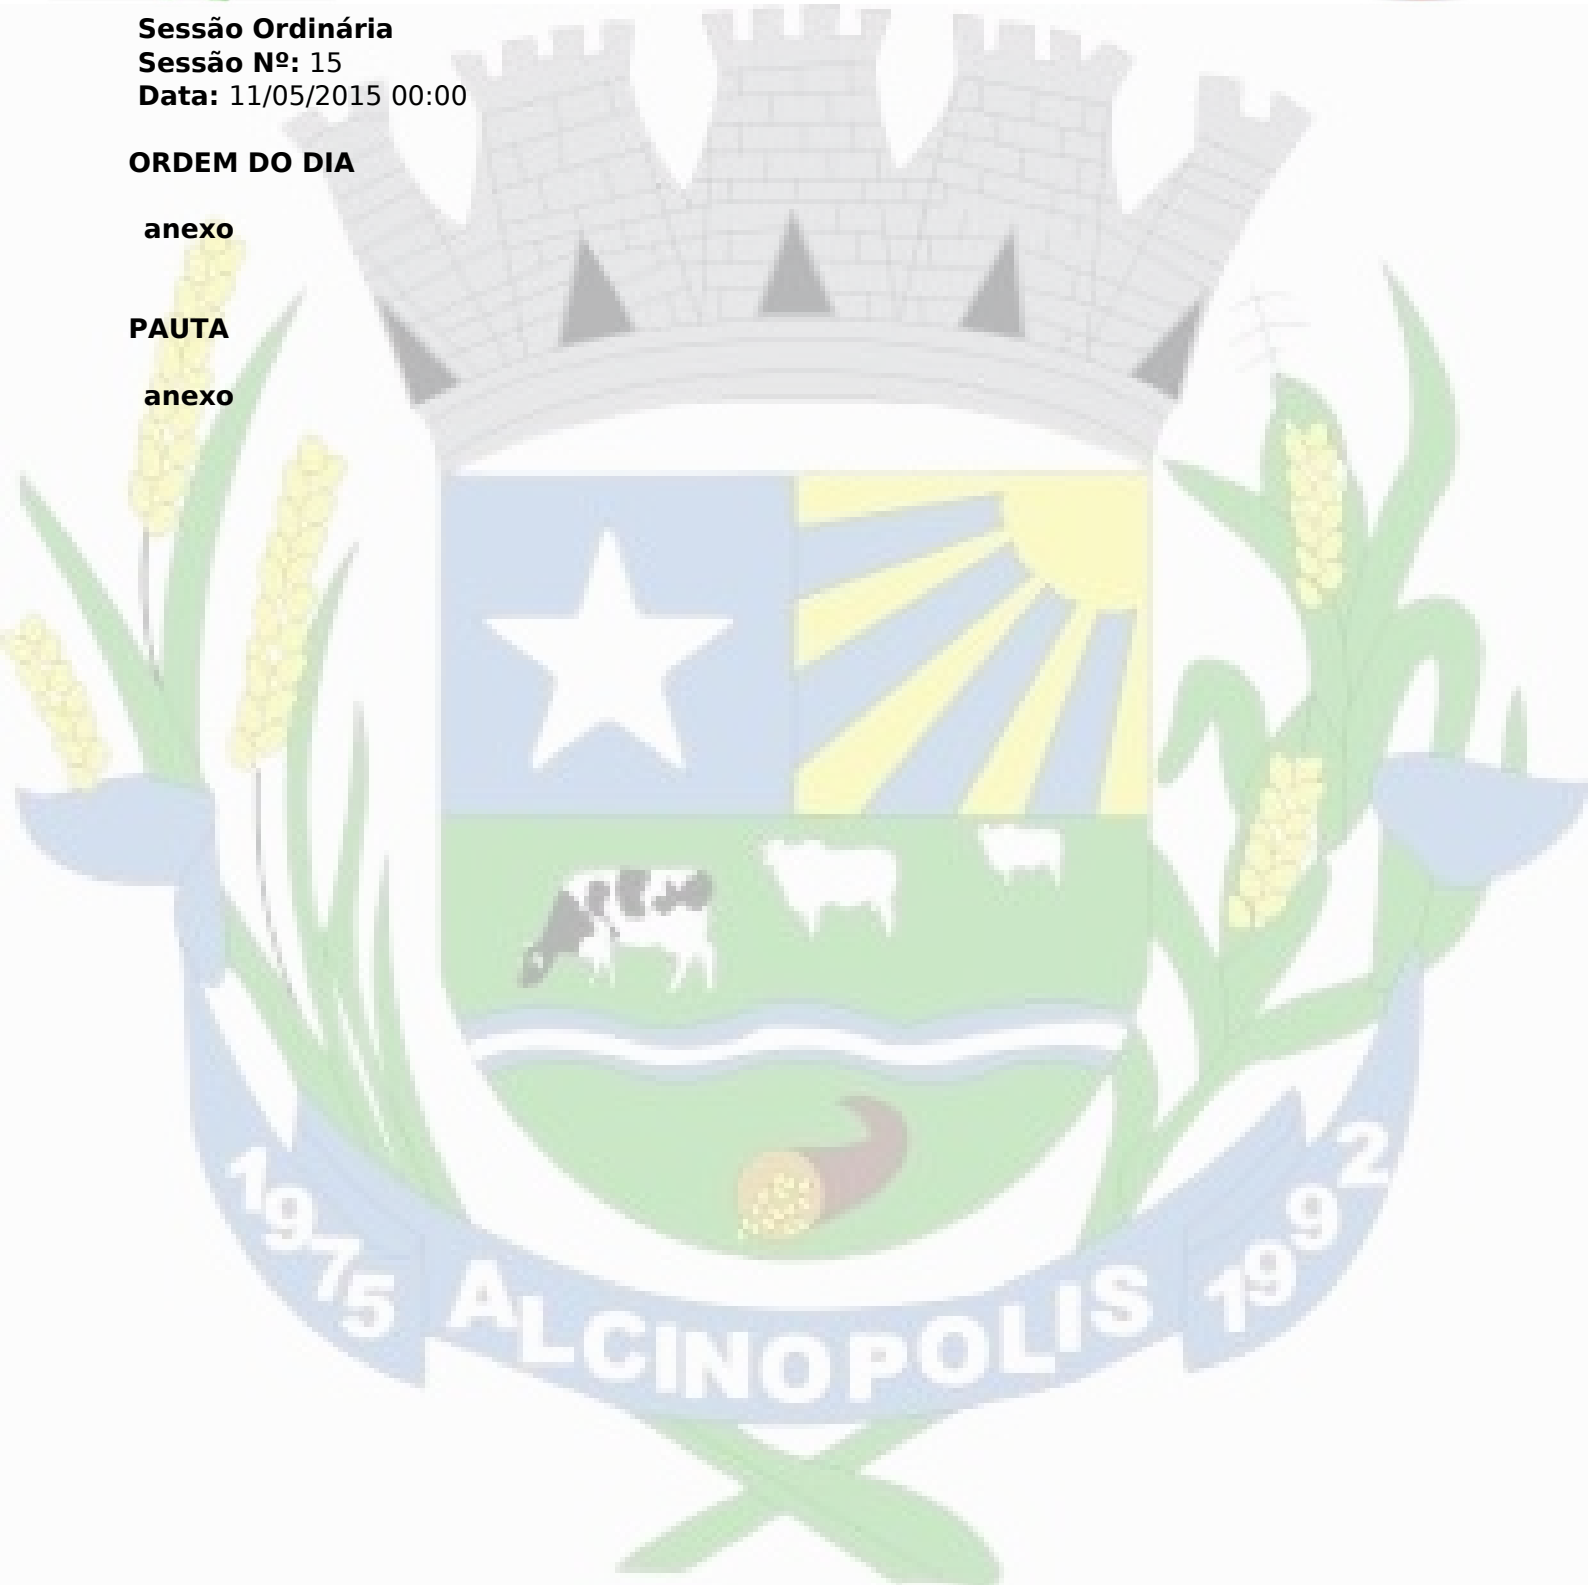 Sessão Ordinária
Sessão Nº: 15
Data: 11/05/2015 00:00
ORDEM DO DIA
anexo
PAUTA
anexo
1975 ALCINOPOLIS 1992